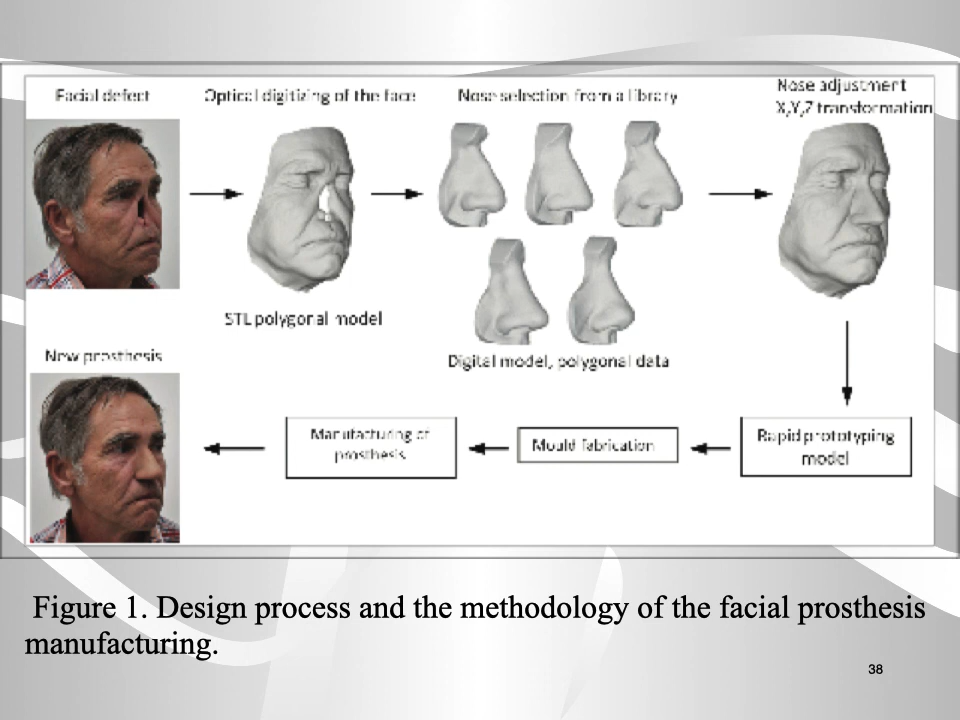 Facial defect
Optical digitizing of the face
Nose selection from a library
Nose adjustment
X,Y,Z transformation
STL polygonal model
Digital model, polygonal data
New prosthesis
Manufacturing of
prosthesis
Mould fabrication
Rapid prototyping
model
Figure 1. Design process and the methodology of the facial prosthesis
manufacturing.
38